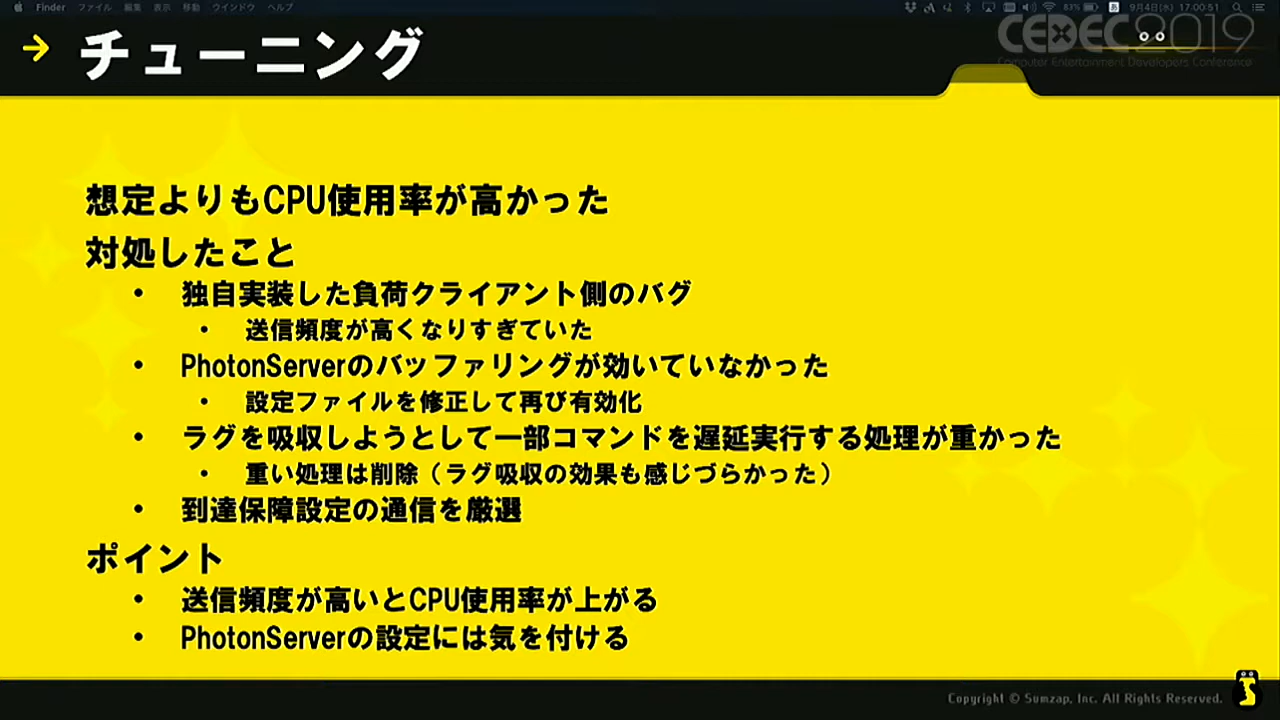 Finder ファイル 編集 表示 移動 ウインドウ ヘルプ
83% あ 9月4日(水) 17:00:51
→ チューニング
CEDEC2019
Computer Entertainment Developers Conference
想定よりもCPU使用率が高かった
対処したこと
・ 独自実装した負荷クライアント側のバグ
・ 送信頻度が高くなりすぎていた
・ PhotonServerのバッファリングが効いていなかった
・ 設定ファイルを修正して再び有効化
・ ラグを吸収しようとして一部コマンドを遅延実行する処理が重かった
・ 重い処理は削除（ラグ吸収の効果も感じづらかった）
・ 到達保障設定の通信を厳選
ポイント
・ 送信頻度が高いとCPU使用率が上がる
・ PhotonServerの設定には気を付ける
Copyright © Sumzap, Inc. All Rights Reserved.